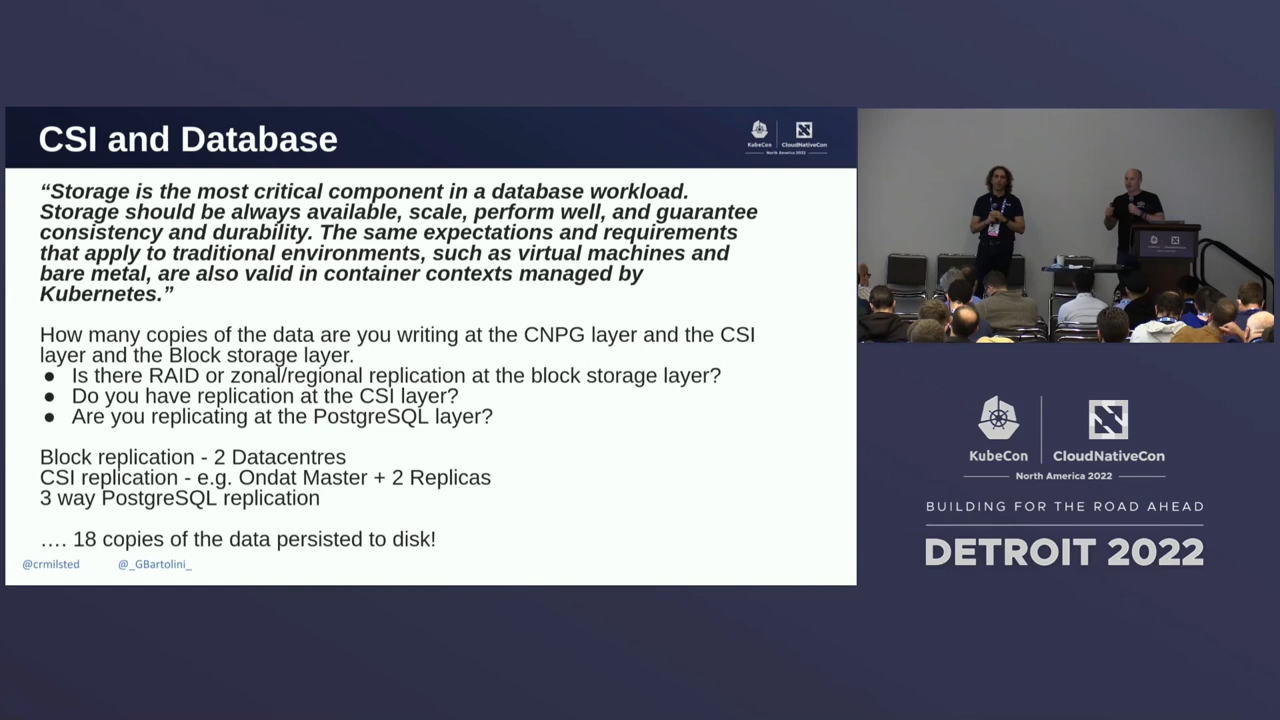 CSI and Database
KubeCon
CloudNativeCon
North America 2022
“Storage is the most critical component in a database workload.
Storage should be always available, scale, perform well, and guarantee
consistency and durability. The same expectations and requirements
that apply to traditional environments, such as virtual machines and
bare metal, are also valid in container contexts managed by
Kubernetes.”
How many copies of the data are you writing at the CNPG layer and the CSI
layer and the Block storage layer.
● Is there RAID or zonal/regional replication at the block storage layer?
● Do you have replication at the CSI layer?
● Are you replicating at the PostgreSQL layer?
Block replication - 2 Datacentres
CSI replication - e.g. Ondat Master + 2 Replicas
3 way PostgreSQL replication
…. 18 copies of the data persisted to disk!
@crmilsted
@_GBartolini_
KubeCon
CloudNativeCon
North America 2022
BUILDING FOR THE ROAD AHEAD
DETROIT 2022